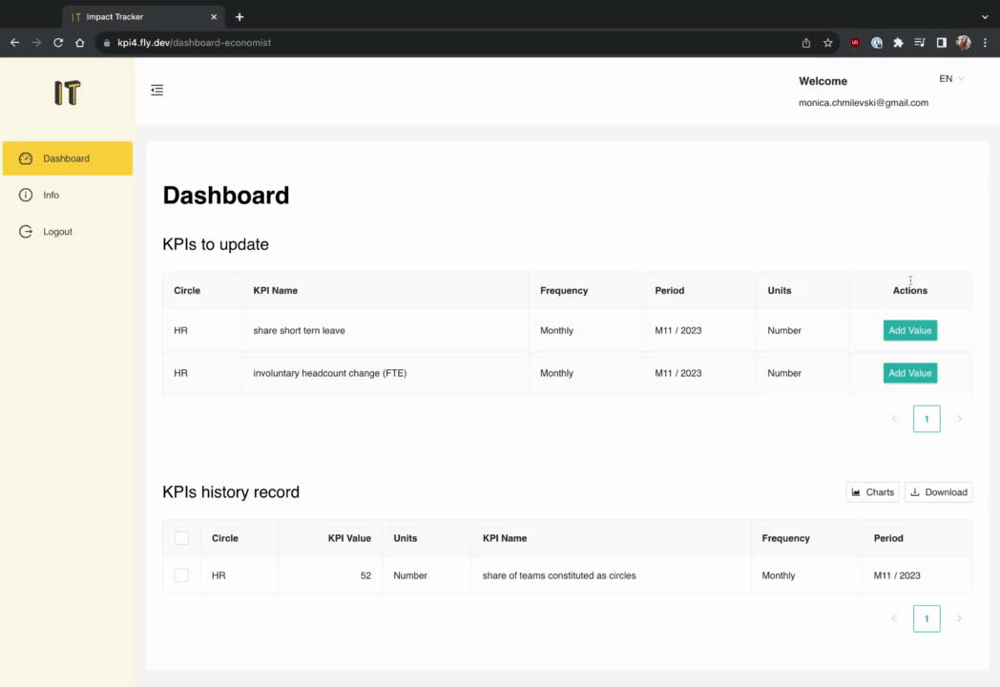 IT Impact Tracker
kpi4.fly.dev/dashboard-economist
IT
Welcome
EN
monica.chmilevski@gmail.com
Dashboard
Info
Logout
Dashboard
KPIs to update
Circle KPI Name Frequency Period Units Actions
HR share short tern leave Monthly M11 / 2023 Number Add Value
HR involuntary headcount change (FTE) Monthly M11 / 2023 Number Add Value
1
KPIs history record Charts Download
Circle KPI Value Units KPI Name Frequency Period
HR 52 Number share of teams constituted as circles Monthly M11 / 2023
1